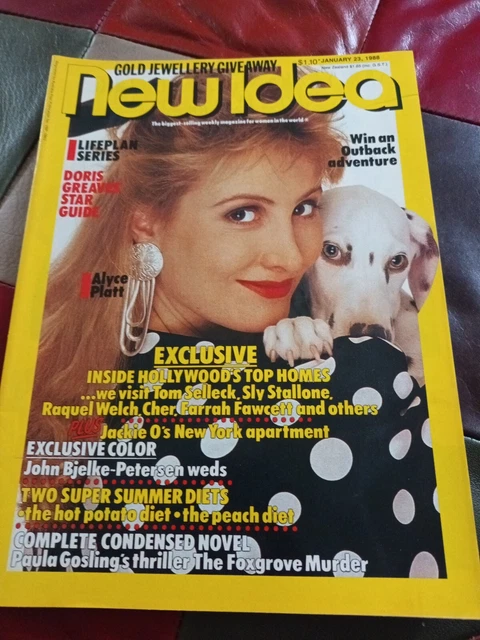 GOLD JEWELLERY GIVEAWAY
$1.10* JANUARY 23, 1988
new idea
The biggest-selling weekly magazine for women in the world
LIFEPLAN
SERIES
DORIS
GREAVES
STAR
GUIDE
Win an
Outback
adventure
Alyce
Platt
EXCLUSIVE
INSIDE HOLLYWOOD'S TOP HOMES
...we visit Tom Selleck, Sly Stallone,
Raquel Welch, Cher, Farrah Fawcett and others
PLUS Jackie O's New York apartment
EXCLUSIVE COLOR
John Bjelke-Petersen weds
TWO SUPER SUMMER DIETS
•the hot potato diet •the peach diet
COMPLETE CONDENSED NOVEL
Paula Gosling's thriller The Foxgrove Murder